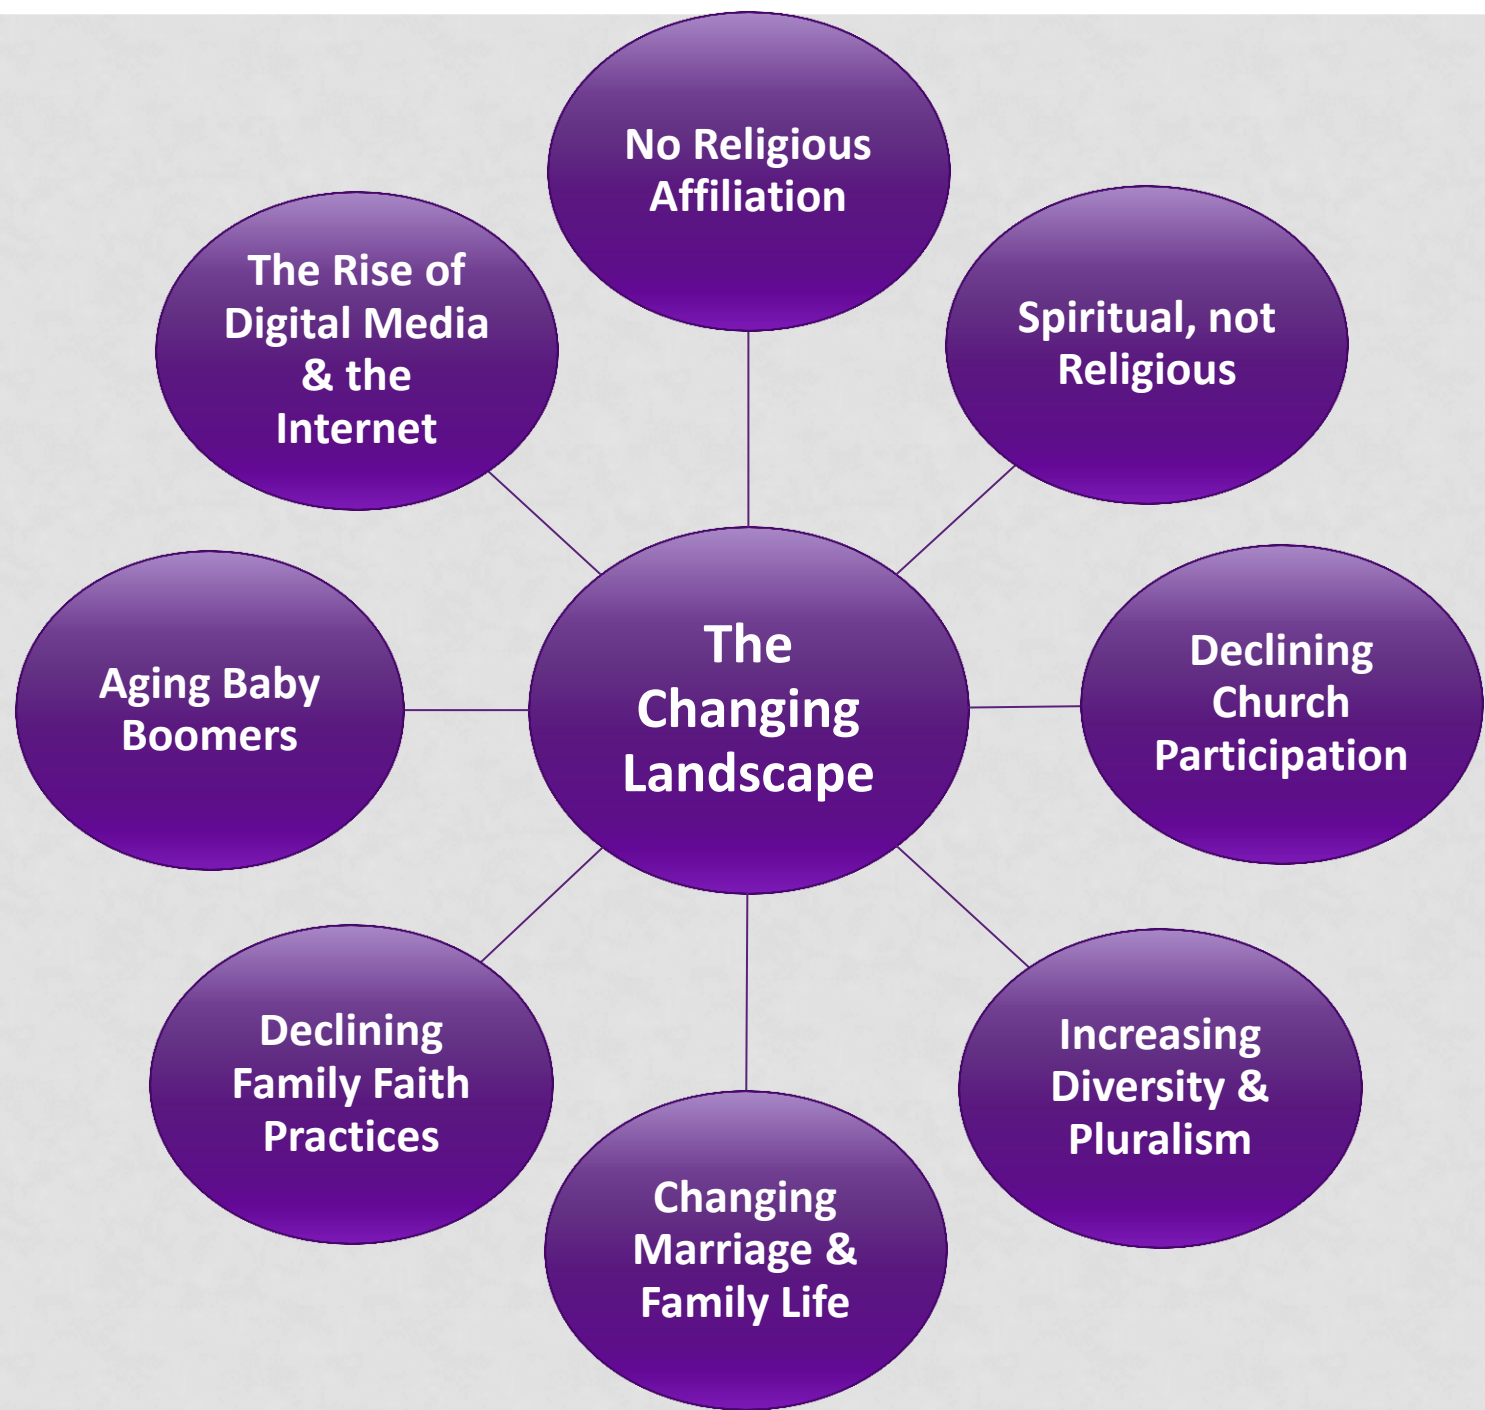 No Religious
Affiliation
Spiritual, not
Religious
Declining
Church
Participation
Increasing
Diversity &
Pluralism
Changing
Marriage &
Family Life
Declining
Family Faith
Practices
Aging Baby
Boomers
The Rise of
Digital Media
& the
Internet
The
Changing
Landscape